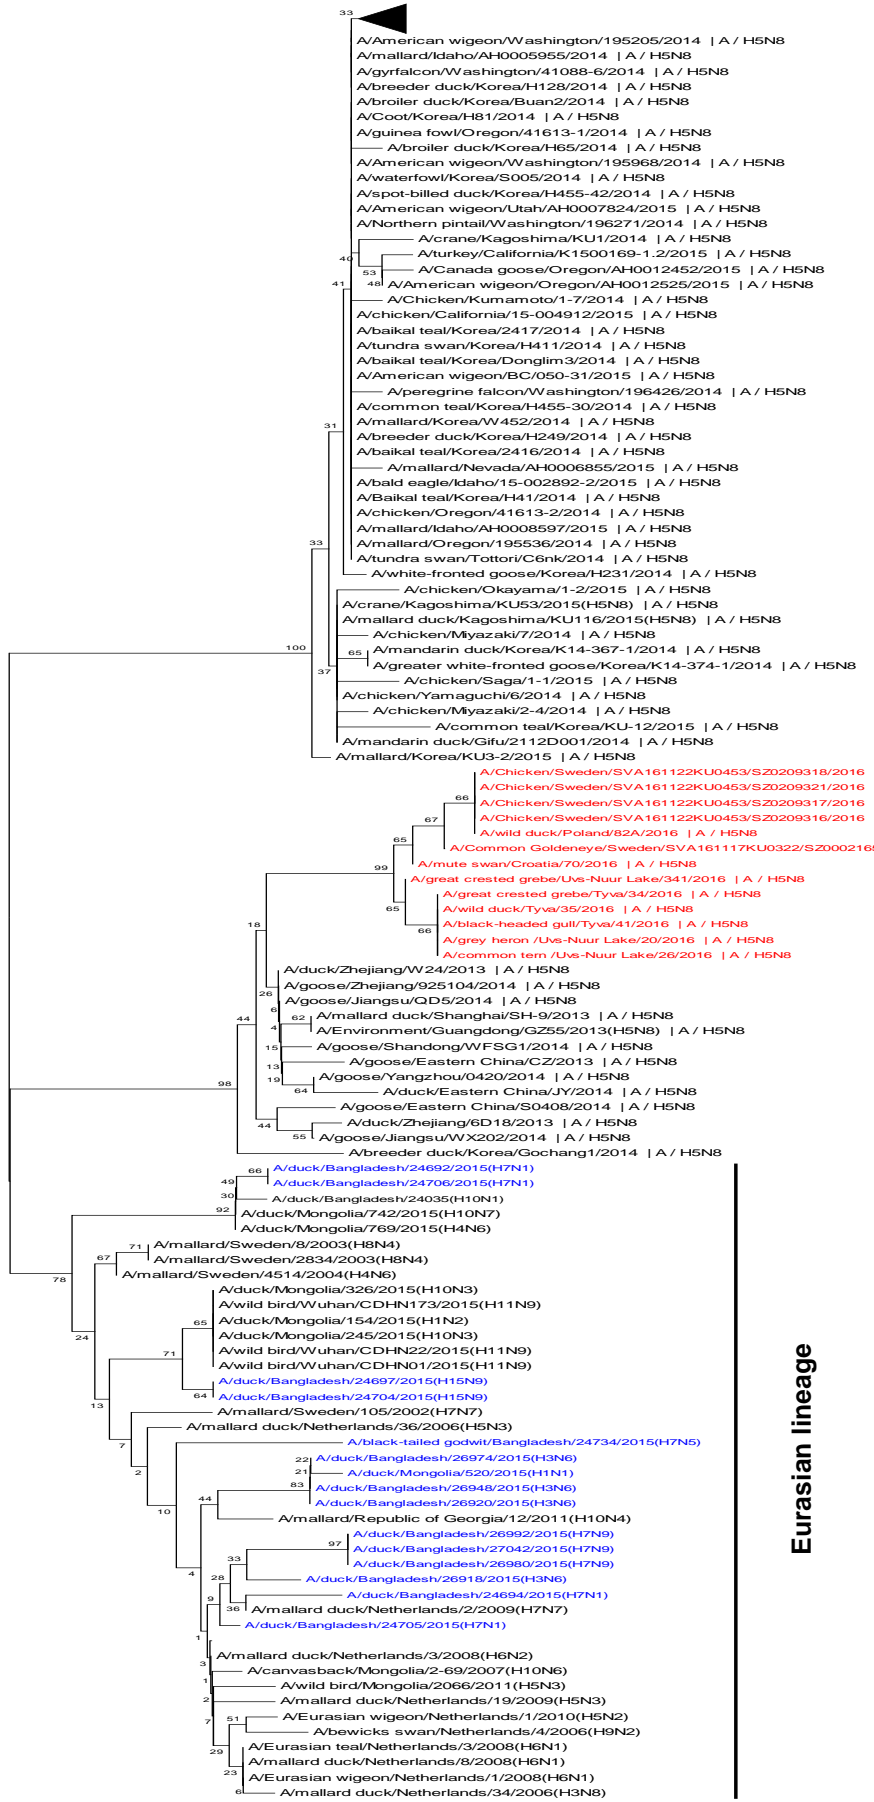 33
A/American wigeon/Washington/195205/2014 | A / H5N8
A/mallard/Idaho/AH0005955/2014 | A / H5N8
A/gyrfalcon/Washington/41088-6/2014 | A / H5N8
A/breeder duck/Korea/H128/2014 | A / H5N8
A/broiler duck/Korea/Buan2/2014 | A / H5N8
A/Coot/Korea/H81/2014 | A / H5N8
A/guinea fowl/Oregon/41613-1/2014 | A / H5N8
A/broiler duck/Korea/H65/2014 | A / H5N8
A/American wigeon/Washington/195968/2014 | A / H5N8
A/waterfowl/Korea/S005/2014 | A / H5N8
A/spot-billed duck/Korea/H455-42/2014 | A / H5N8
A/American wigeon/Utah/AH0007824/2015 | A / H5N8
A/Northern pintail/Washington/196271/2014 | A / H5N8
A/crane/Kagoshima/KU1/2014 | A / H5N8
40
A/turkey/California/K1500169-1.2/2015 | A / H5N8
53
A/Canada goose/Oregon/AH0012452/2015 | A / H5N8
48
A/American wigeon/Oregon/AH0012525/2015 | A / H5N8
41
A/Chicken/Kumamoto/1-7/2014 | A / H5N8
A/chicken/California/15-004912/2015 | A / H5N8
A/baikal teal/Korea/2417/2014 | A / H5N8
A/tundra swan/Korea/H411/2014 | A / H5N8
A/baikal teal/Korea/Donglim3/2014 | A / H5N8
A/American wigeon/BC/050-31/2015 | A / H5N8
A/peregrine falcon/Washington/196426/2014 | A / H5N8
A/common teal/Korea/H455-30/2014 | A / H5N8
A/mallard/Korea/W452/2014 | A / H5N8
31
A/breeder duck/Korea/H249/2014 | A / H5N8
A/baikal teal/Korea/2416/2014 | A / H5N8
A/mallard/Nevada/AH0006855/2015 | A / H5N8
A/bald eagle/Idaho/15-002892-2/2015 | A / H5N8
A/Baikal teal/Korea/H41/2014 | A / H5N8
A/chicken/Oregon/41613-2/2014 | A / H5N8
A/mallard/Idaho/AH0008597/2015 | A / H5N8
33
A/mallard/Oregon/195536/2014 | A / H5N8
A/tundra swan/Tottori/C6nk/2014 | A / H5N8
A/white-fronted goose/Korea/H231/2014 | A / H5N8
A/chicken/Okayama/1-2/2015 | A / H5N8
A/crane/Kagoshima/KU53/2015(H5N8) | A / H5N8
A/mallard duck/Kagoshima/KU116/2015(H5N8) | A / H5N8
A/chicken/Miyazaki/7/2014 | A / H5N8
100
65
A/mandarin duck/Korea/K14-367-1/2014 | A / H5N8
A/greater white-fronted goose/Korea/K14-374-1/2014 | A / H5N8
37
A/chicken/Saga/1-1/2015 | A / H5N8
A/chicken/Yamaguchi/6/2014 | A / H5N8
A/chicken/Miyazaki/2-4/2014 | A / H5N8
A/common teal/Korea/KU-12/2015 | A / H5N8
A/mandarin duck/Gifu/2112D001/2014 | A / H5N8
A/mallard/Korea/KU3-2/2015 | A / H5N8
A/Chicken/Sweden/SVA161122KU0453/SZ0209318/2016
A/Chicken/Sweden/SVA161122KU0453/SZ0209321/2016
66
A/Chicken/Sweden/SVA161122KU0453/SZ0209317/2016
A/Chicken/Sweden/SVA161122KU0453/SZ0209316/2016
67
A/wild duck/Poland/82A/2016 | A / H5N8
65
A/Common Goldeneye/Sweden/SVA161117KU0322/SZ000216
99
A/mute swan/Croatia/70/2016 | A / H5N8
A/great crested grebe/Uvs-Nuur Lake/341/2016 | A / H5N8
65
A/great crested grebe/Tyva/34/2016 | A / H5N8
A/wild duck/Tyva/35/2016 | A / H5N8
18
66
A/black-headed gull/Tyva/41/2016 | A / H5N8
A/grey heron /Uvs-Nuur Lake/20/2016 | A / H5N8
A/common tern /Uvs-Nuur Lake/26/2016 | A / H5N8
A/duck/Zhejiang/W24/2013 | A / H5N8
26
A/goose/Zhejiang/925104/2014 | A / H5N8
6
A/goose/Jiangsu/QD5/2014 | A / H5N8
44
62
A/mallard duck/Shanghai/SH-9/2013 | A / H5N8
4
A/Environment/Guangdong/GZ55/2013(H5N8) | A / H5N8
15
A/goose/Shandong/WFSG1/2014 | A / H5N8
13
A/goose/Eastern China/CZ/2013 | A / H5N8
19
A/goose/Yangzhou/0420/2014 | A / H5N8
98
64
A/duck/Eastern China/JY/2014 | A / H5N8
A/goose/Eastern China/S0408/2014 | A / H5N8
44
A/duck/Zhejiang/6D18/2013 | A / H5N8
55
A/goose/Jiangsu/WX202/2014 | A / H5N8
A/breeder duck/Korea/Gochang1/2014 | A / H5N8
66
A/duck/Bangladesh/24692/2015(H7N1)
49
A/duck/Bangladesh/24706/2015(H7N1)
30
A/duck/Bangladesh/24035(H10N1)
92
A/duck/Mongolia/742/2015(H10N7)
A/duck/Mongolia/769/2015(H4N6)
71
A/mallard/Sweden/8/2003(H8N4)
67
A/mallard/Sweden/2834/2003(H8N4)
78
A/mallard/Sweden/4514/2004(H4N6)
A/duck/Mongolia/326/2015(H10N3)
A/wild bird/Wuhan/CDHN173/2015(H11N9)
65
A/duck/Mongolia/154/2015(H1N2)
24
A/duck/Mongolia/245/2015(H10N3)
71
A/wild bird/Wuhan/CDHN22/2015(H11N9)
A/wild bird/Wuhan/CDHN01/2015(H11N9)
A/duck/Bangladesh/24697/2015(H15N9)
64
A/duck/Bangladesh/24704/2015(H15N9)
13
A/mallard/Sweden/105/2002(H7N7)
A/mallard duck/Netherlands/36/2006(H5N3)
7
A/black-tailed godwit/Bangladesh/24734/2015(H7N5)
22
A/duck/Bangladesh/26974/2015(H3N6)
2
21
A/duck/Mongolia/520/2015(H1N1)
83
A/duck/Bangladesh/26948/2015(H3N6)
44
A/duck/Bangladesh/26920/2015(H3N6)
10
A/mallard/Republic of Georgia/12/2011(H10N4)
A/duck/Bangladesh/26992/2015(H7N9)
97
A/duck/Bangladesh/27042/2015(H7N9)
33
A/duck/Bangladesh/26980/2015(H7N9)
4
28
A/duck/Bangladesh/26918/2015(H3N6)
9
A/duck/Bangladesh/24694/2015(H7N1)
36
A/mallard duck/Netherlands/2/2009(H7N7)
A/duck/Bangladesh/24705/2015(H7N1)
1
A/mallard duck/Netherlands/3/2008(H6N2)
3
A/canvasback/Mongolia/2-69/2007(H10N6)
1
A/wild bird/Mongolia/2066/2011(H5N3)
2
A/mallard duck/Netherlands/19/2009(H5N3)
7
51
A/Eurasian wigeon/Netherlands/1/2010(H5N2)
A/bewicks swan/Netherlands/4/2006(H9N2)
29
A/Eurasian teal/Netherlands/3/2008(H6N1)
A/mallard duck/Netherlands/8/2008(H6N1)
23
A/Eurasian wigeon/Netherlands/1/2008(H6N1)
6
A/mallard duck/Netherlands/34/2006(H3N8)
Eurasian lineage